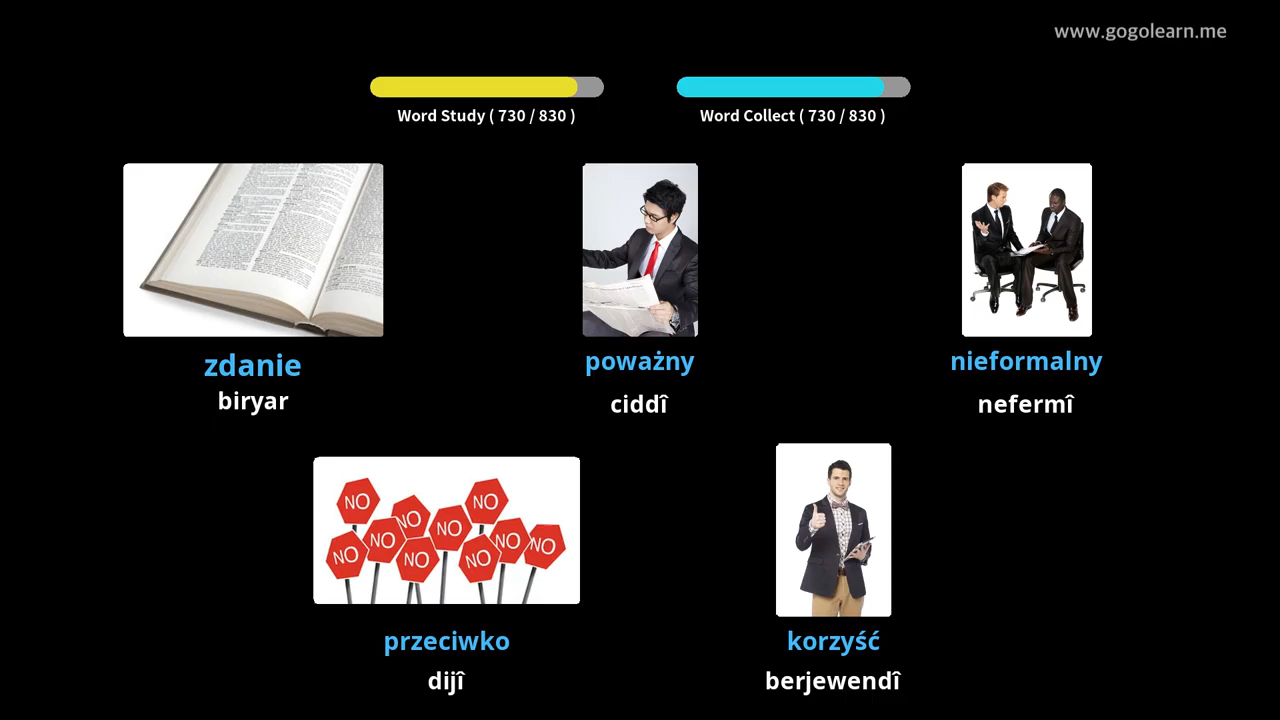 www.gogolearn.me
Word Study ( 730 / 830 )
Word Collect ( 730 / 830 )
zdanie
biryar
poważny
ciddî
nieformalny
nefermî
NO
NO
NO
NO
NO
NO
NO
NO
NO
NO
przeciwko
dijî
korzyść
berjewendî